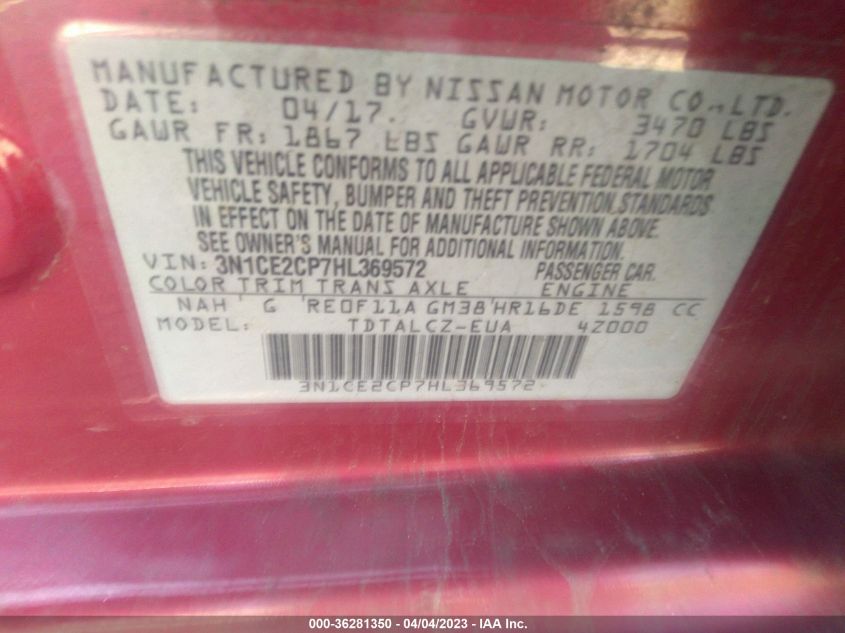 MANUFACTURED BY NISSAN MOTOR CO., LTD.
DATE: 04/17. GVWR: 3470 LBS
GAWR FR: 1867 LBS GAWR RR: 1704 LBS
THIS VEHICLE CONFORMS TO ALL APPLICABLE FEDERAL MOTOR
VEHICLE SAFETY, BUMPER AND THEFT PREVENTION STANDARDS
IN EFFECT ON THE DATE OF MANUFACTURE SHOWN ABOVE.
SEE OWNER'S MANUAL FOR ADDITIONAL INFORMATION.
VIN: 3N1CE2CP7HL369572 PASSENGER CAR.
COLOR TRIM TRANS AXLE ENGINE
NAH G RE0F11A GM38 HR16DE 1598 CC
MODEL: TDTALCZ-EUA 4Z000
3N1CE2CP7HL369572
000-36281350 - 04/04/2023 - IAA Inc.